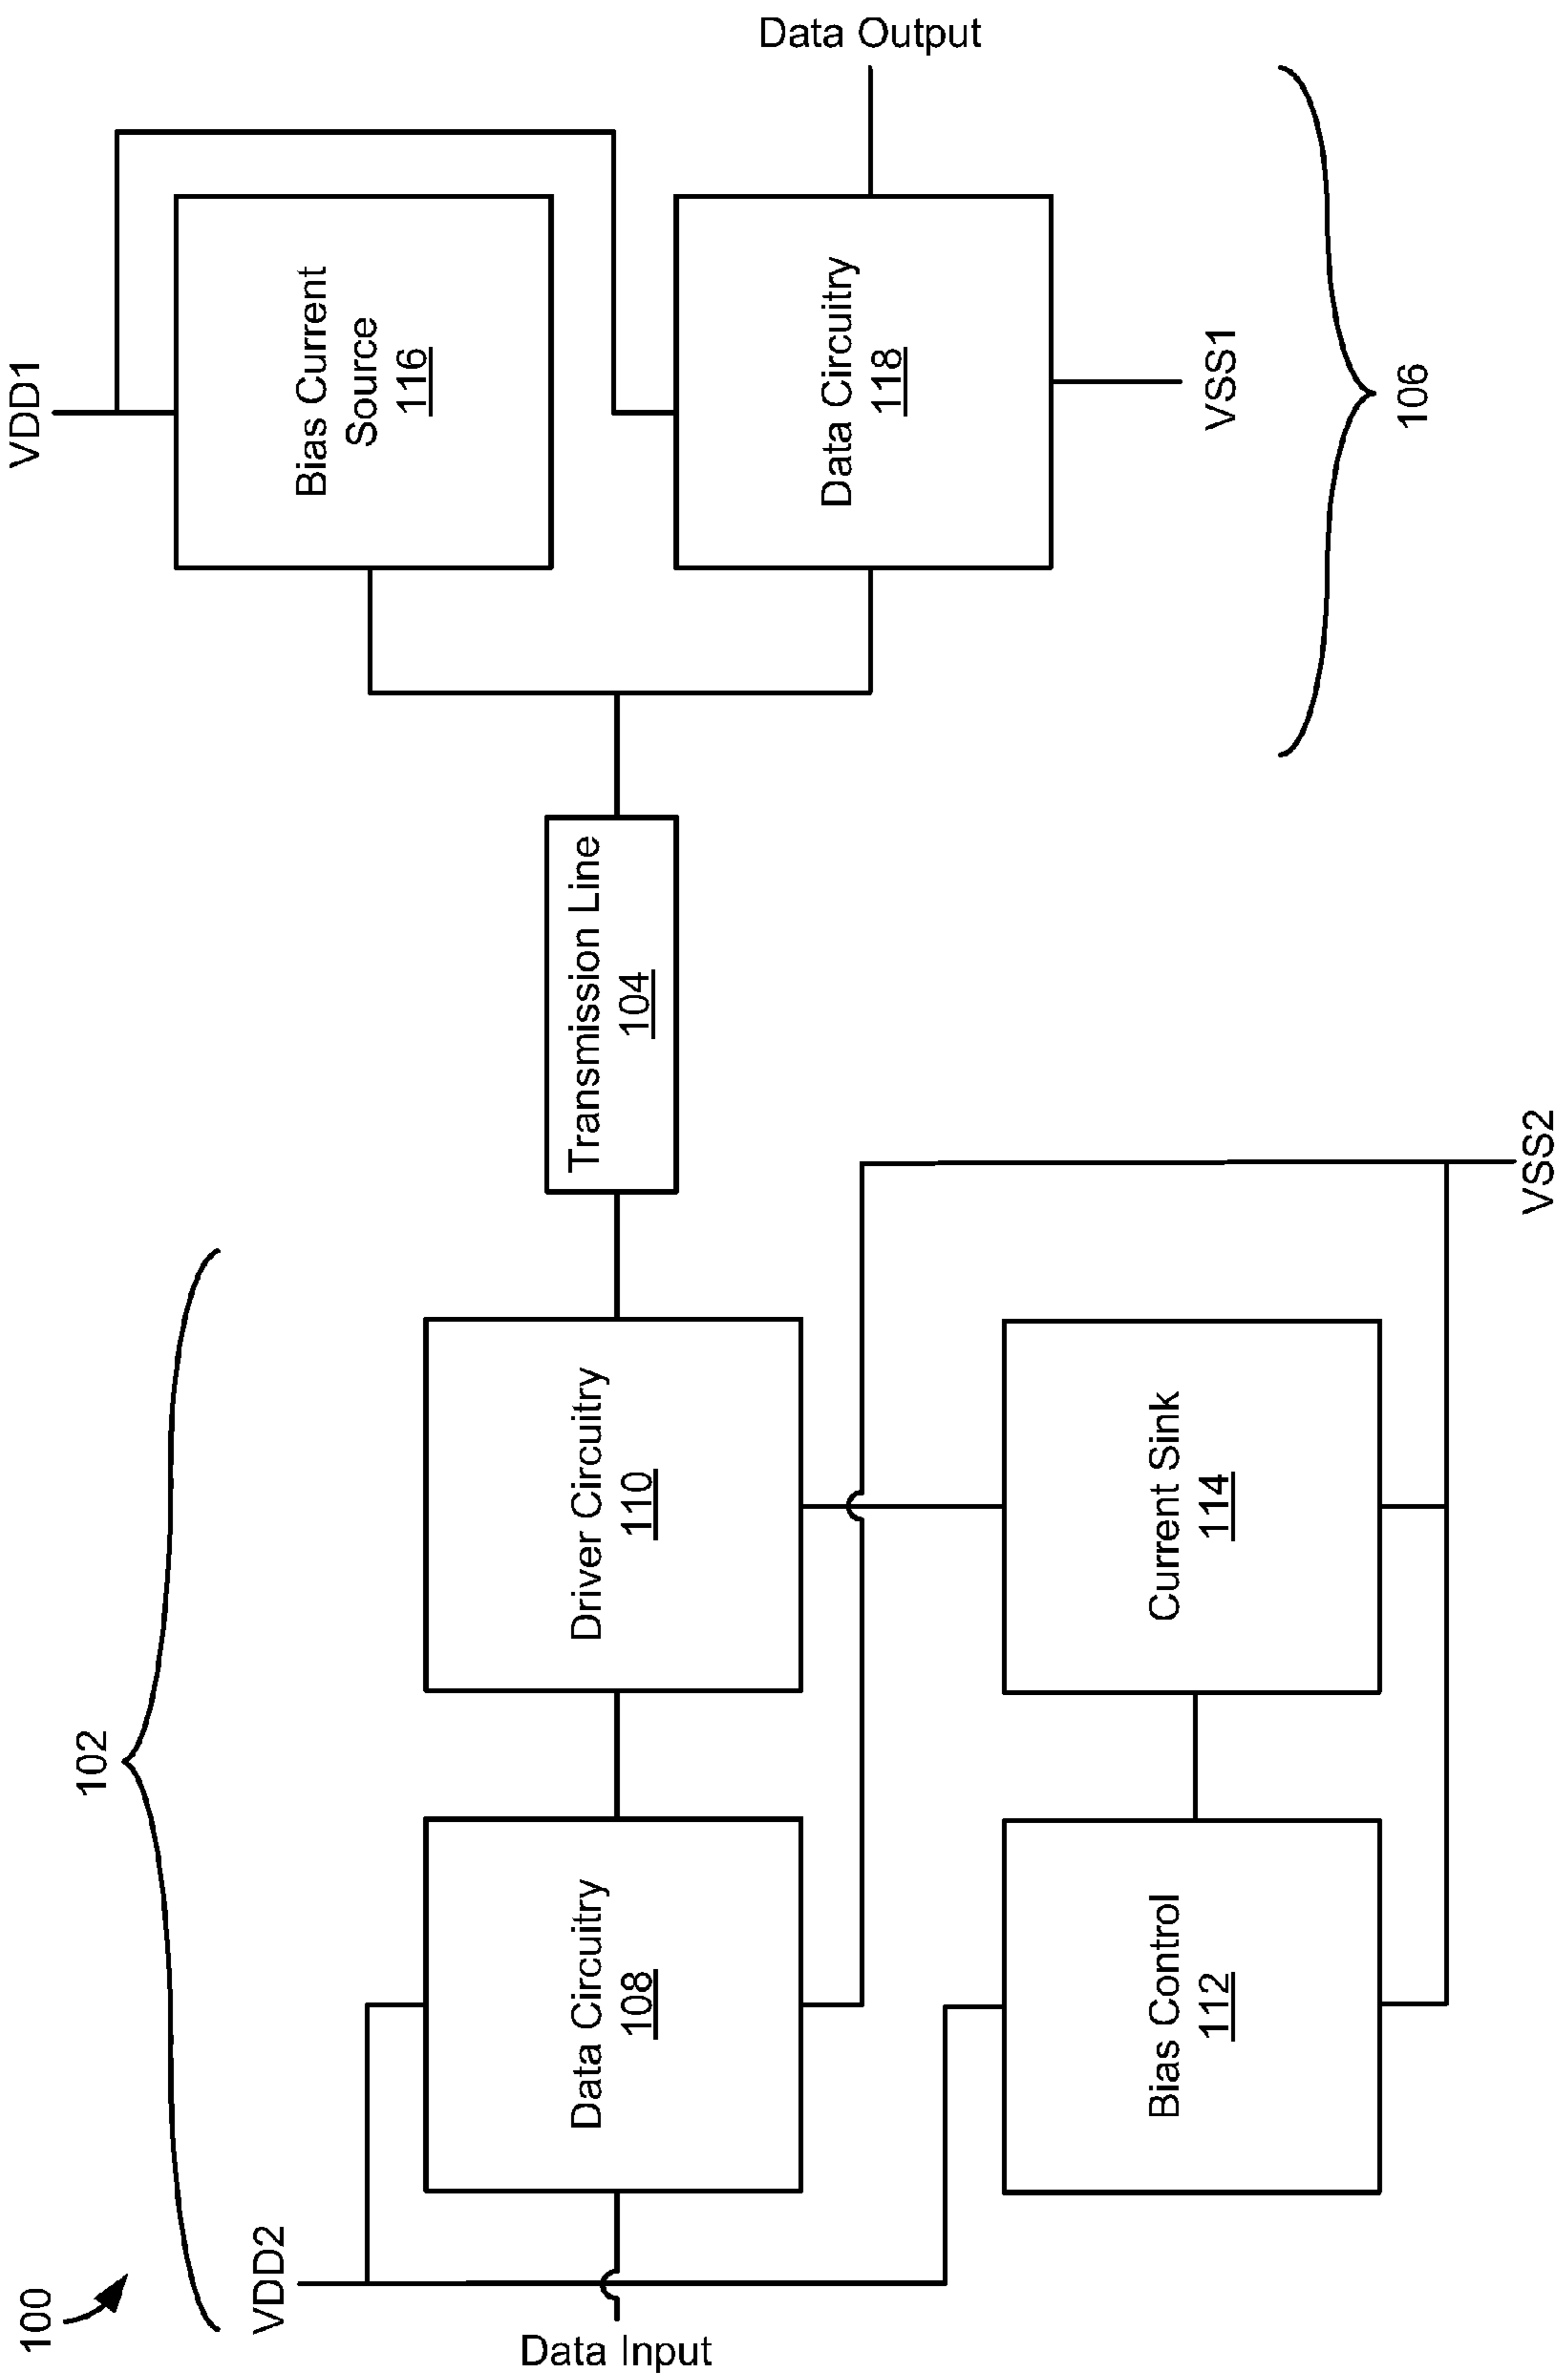 100
102
VDD2
Data Input
Data Circuitry
108
Driver Circuitry
110
Bias Control
112
Current Sink
114
VSS2
Transmission Line
104
VDD1
Bias Current
Source
116
Data Circuitry
118
Data Output
VSS1
106